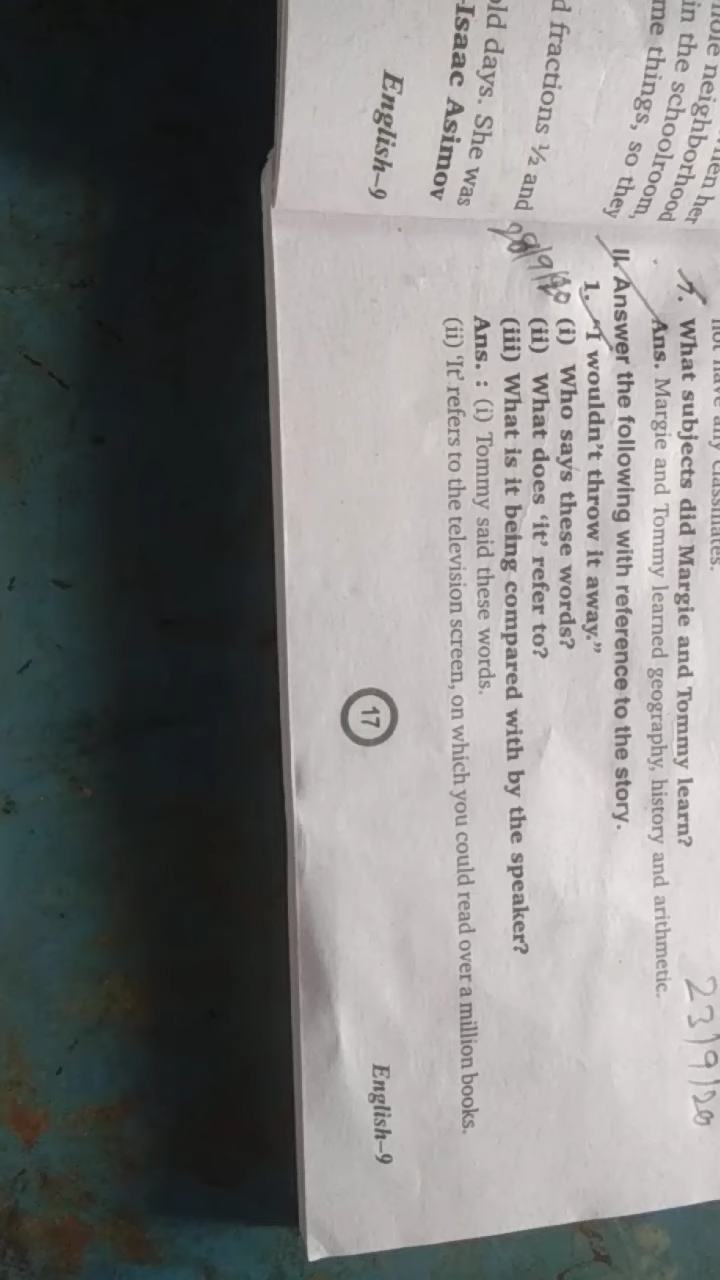 hen her
neighborhood
in the schoolroom,
me things, so they
d fractions ½ and
old days. She was
-Isaac Asimov
English–9
23/9/20
7. What subjects did Margie and Tommy learn?
Ans. Margie and Tommy learned geography, history and arithmetic.
II. Answer the following with reference to the story.
1. "I wouldn't throw it away."
(i) Who says these words?
(ii) What does 'it' refer to?
(iii) What is it being compared with by the speaker?
Ans. : (i) Tommy said these words.
(ii) 'It' refers to the television screen, on which you could read over a million books.
17
English–9